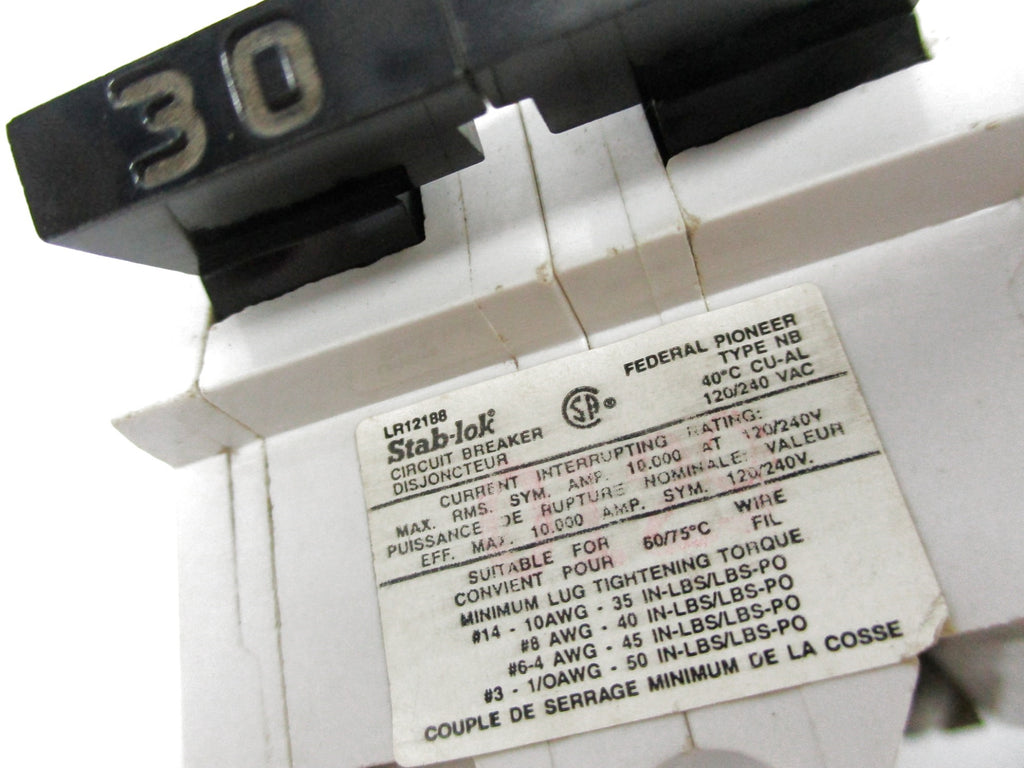 30
LR12188
Stab-lok®
CIRCUIT BREAKER
DISJONCTEUR
CSA ®
FEDERAL PIONEER
TYPE NB
40°C CU-AL
120/240 VAC
CURRENT INTERRUPTING RATING:
MAX. RMS. SYM. AMP. 10.000 AT 120/240V
PUISSANCE DE RUPTURE NOMINALE: VALEUR
EFF. MAX. 10.000 AMP. SYM. 120/240V.
SUITABLE FOR 60/75°C WIRE
CONVIENT POUR FIL
MINIMUM LUG TIGHTENING TORQUE
#14 - 10AWG - 35 IN-LBS/LBS-PO
#8 AWG - 40 IN-LBS/LBS-PO
#6-4 AWG - 45 IN-LBS/LBS-PO
#3 - 1/0AWG - 50 IN-LBS/LBS-PO
COUPLE DE SERRAGE MINIMUM DE LA COSSE